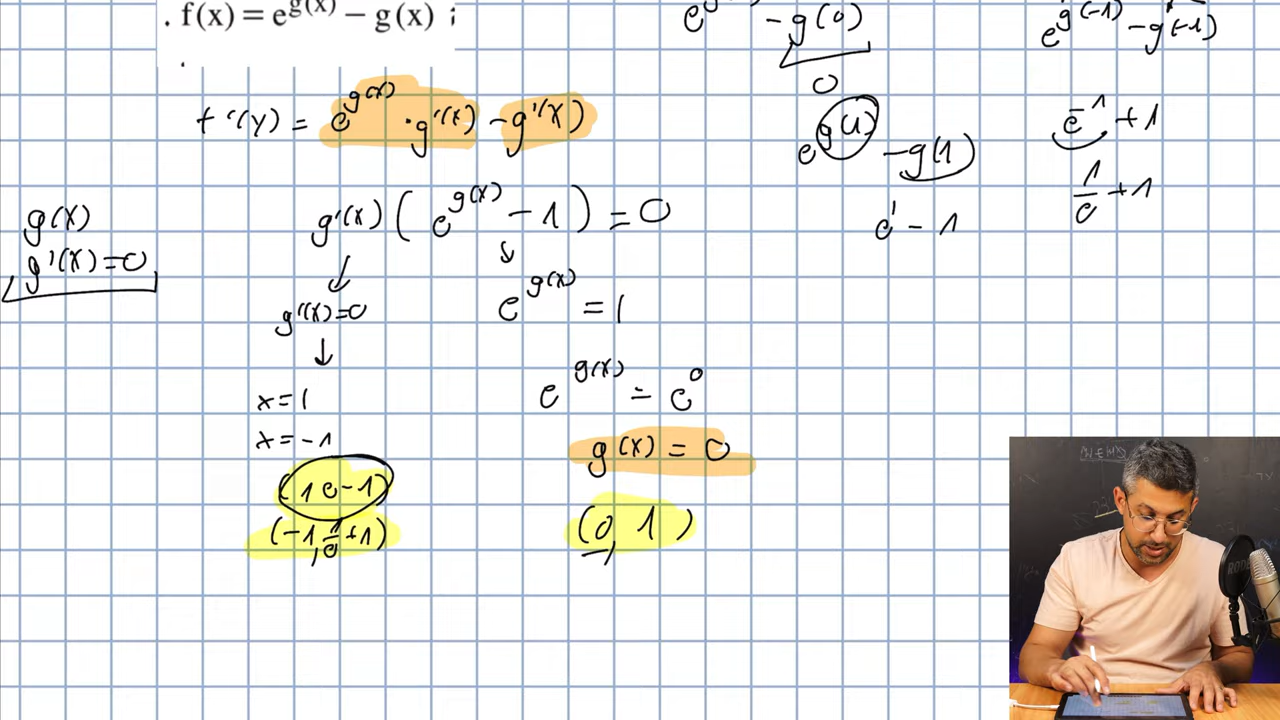 . f(x) = e^g(x) − g(x)
f'(x) = e^g(x) · g'(x) − g'(x)
g'(x) ( e^g(x) − 1 ) = 0
g'(x)=0
x = 1
x = −1
(1 e − 1)
(−1, 1/e + 1)
e^g(x) = 1
e^g(x) = e^0
g(x) = 0
(0, 1)
g(x)
g'(x)=0
− g(0)
0
e^g(1) − g(1)
e^1 − 1
e^g(−1) − g(−1)
e^−1 + 1
1/e + 1